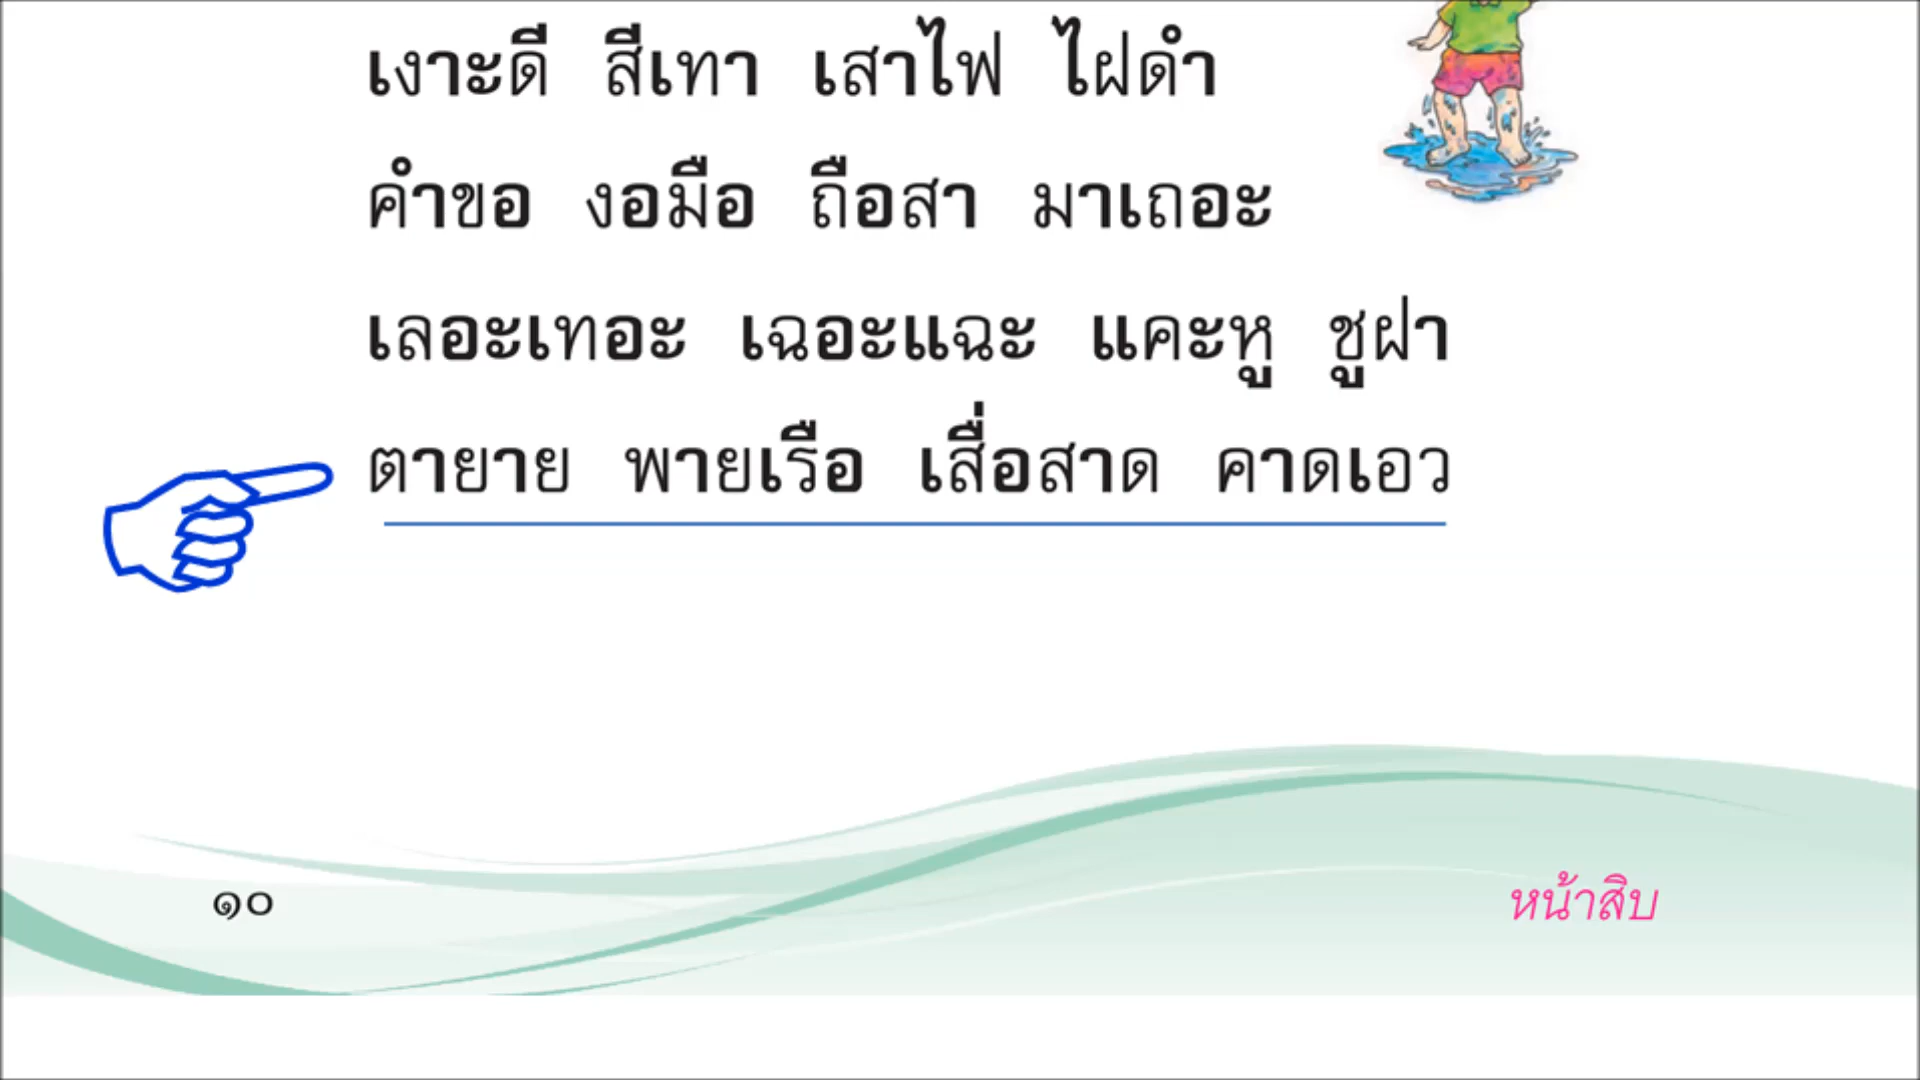 เงาะดี สีเทา เสาไฟ ไฝดำ
คำขอ งอมือ ถือสา มาเถอะ
เลอะเทอะ เฉอะแฉะ แคะหู ชูฝา
ตายาย พายเรือ เสื่อสาด คาดเอว
๑๐
หน้าสิบ